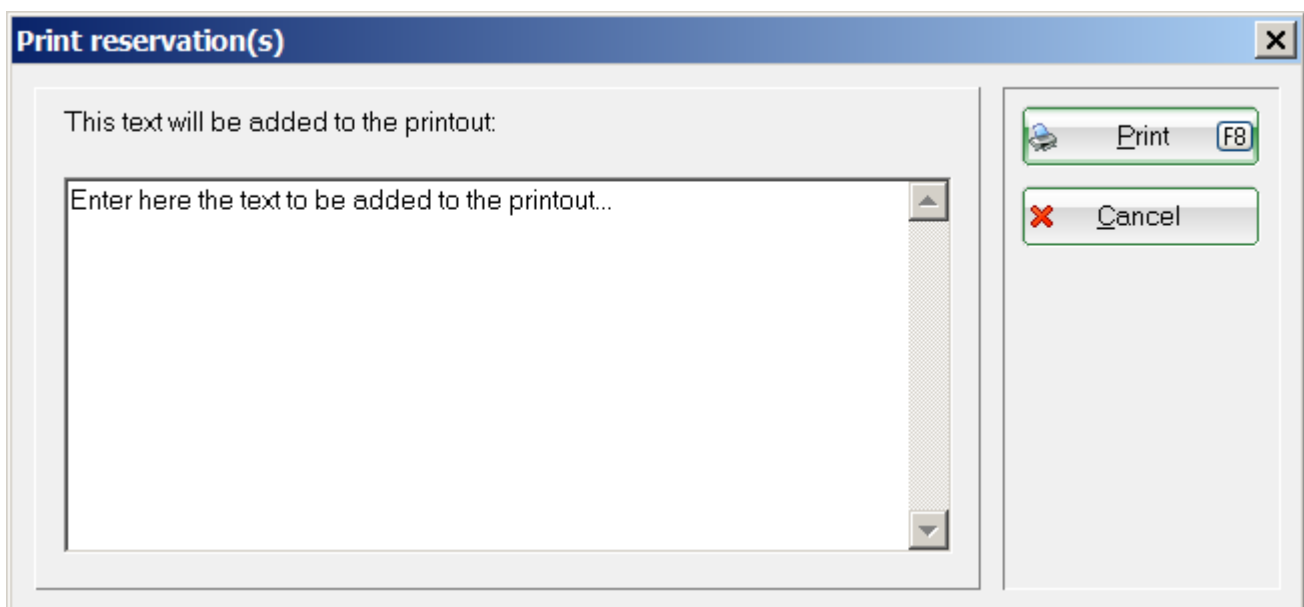 Print reservation(s)
This text will be added to the printout:
Enter here the text to be added to the printout...
Print F8
Cancel